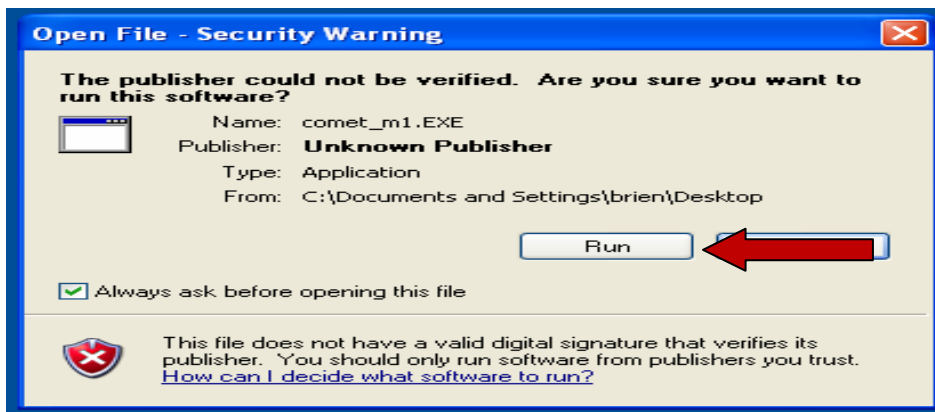 Open File - Security Warning
The publisher could not be verified. Are you sure you want to
run this software?
Name: comet_m1.EXE
Publisher: Unknown Publisher
Type: Application
From: C:\Documents and Settings\brien\Desktop
Run
Always ask before opening this file
This file does not have a valid digital signature that verifies its
publisher. You should only run software from publishers you trust.
How can I decide what software to run?